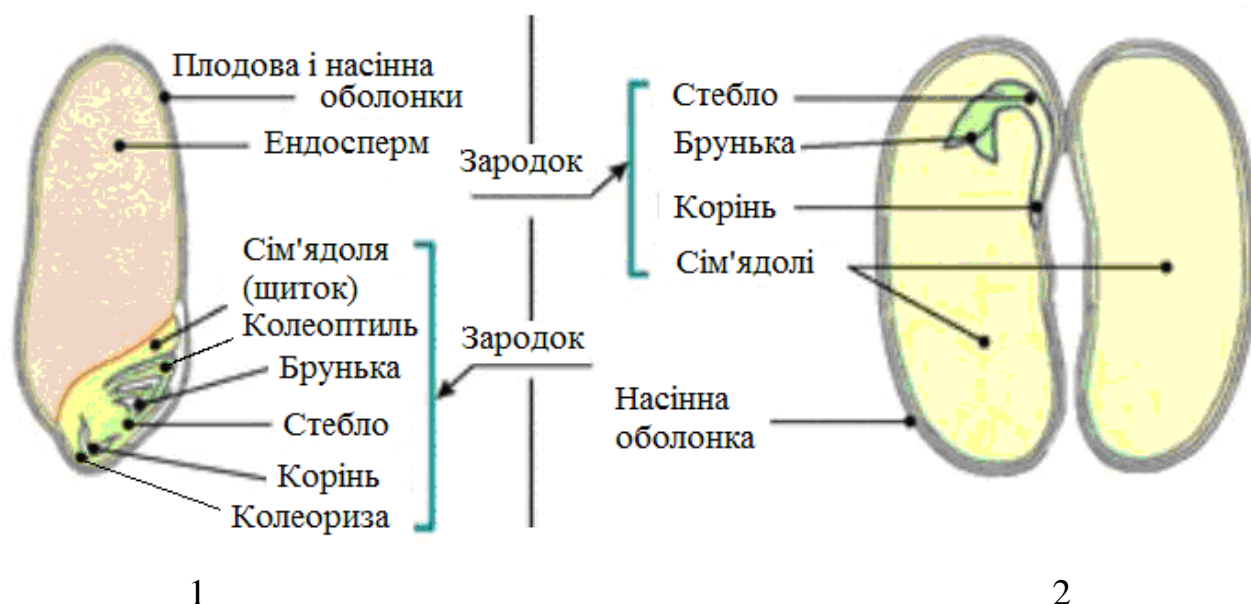 Плодова і насінна
оболонки
Ендосперм
Зародок
Сім'ядоля
(щиток)
Колеоптиль
Брунька
Стебло
Корінь
Колеориза
Зародок
Стебло
Брунька
Корінь
Сім'ядолі
Насінна
оболонка
1
2